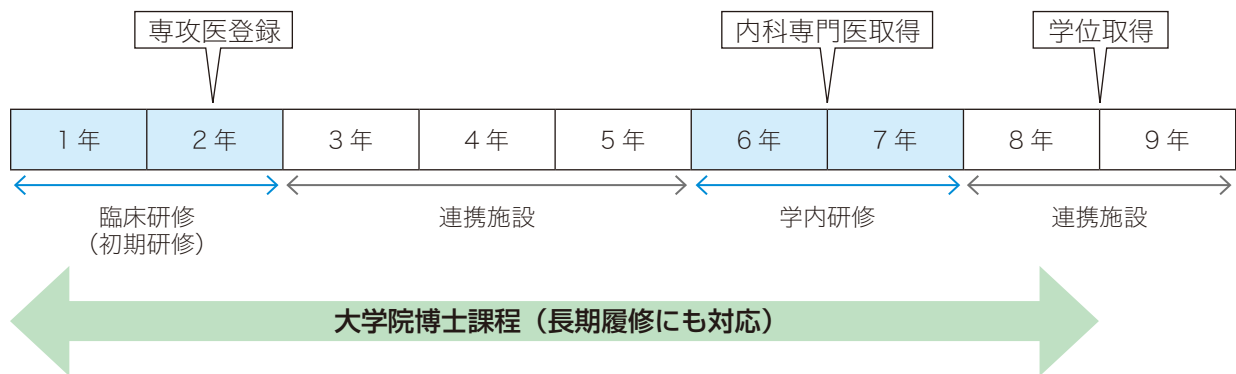 専攻医登録
内科専門医取得
学位取得
1年
2年
3年
4年
5年
6年
7年
8年
9年
臨床研修
（初期研修）
連携施設
学内研修
連携施設
大学院博士課程（長期履修にも対応）